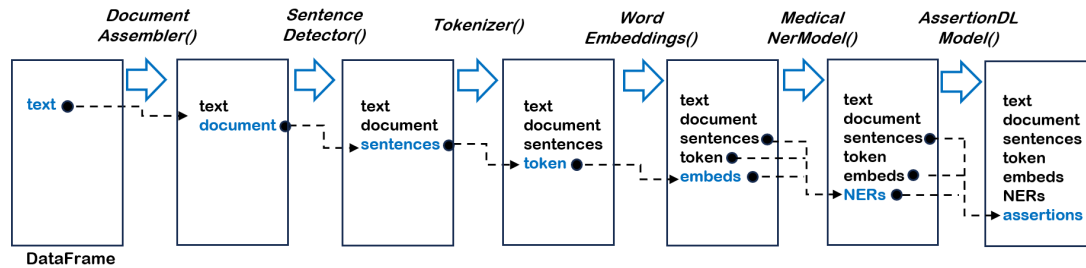 Document
Assembler()
Sentence
Detector()
Tokenizer()
Word
Embeddings()
Medical
NerModel()
AssertionDL
Model()
text
DataFrame
text
document
text
document
sentences
text
document
sentences
token
text
document
sentences
token
embeds
text
document
sentences
token
embeds
NERs
text
document
sentences
token
embeds
NERs
assertions